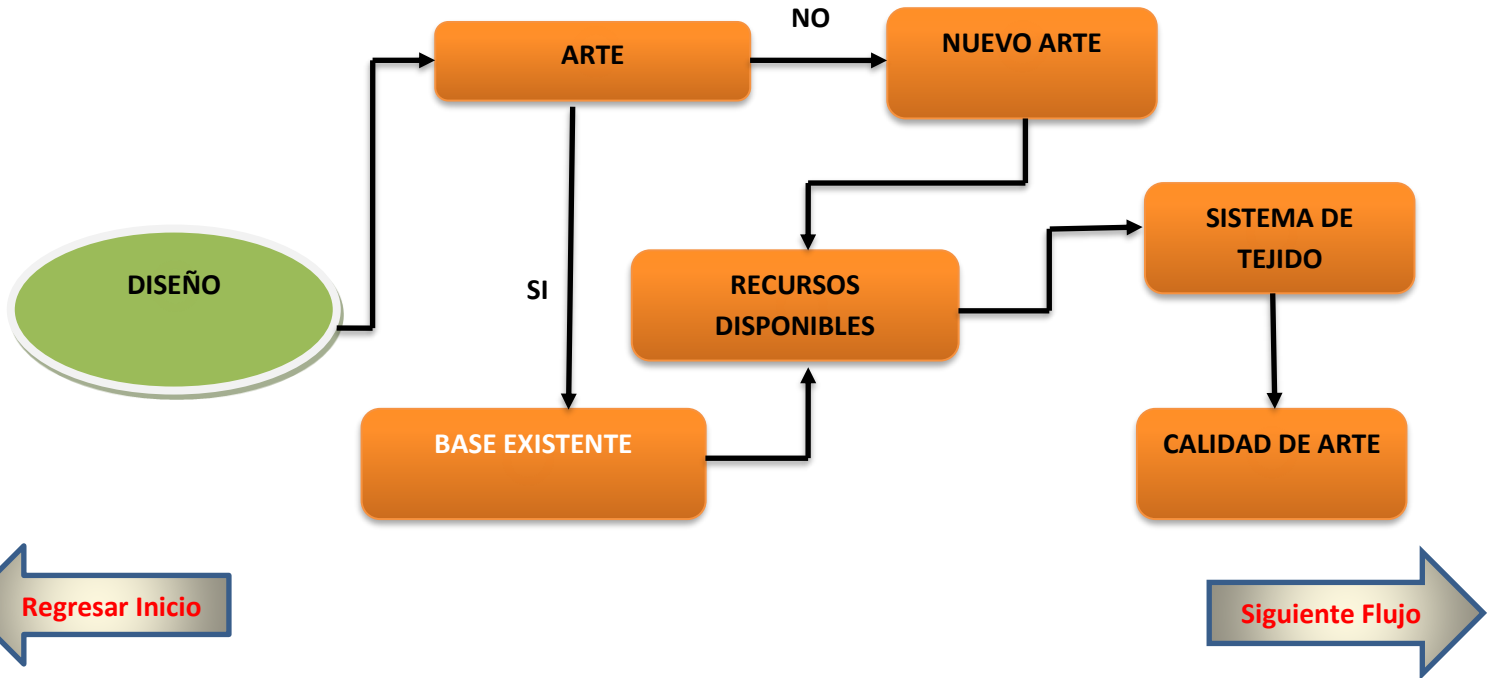 NO
ARTE
NUEVO ARTE
SISTEMA DE
TEJIDO
DISEÑO
SI
RECURSOS
DISPONIBLES
BASE EXISTENTE
CALIDAD DE ARTE
Regresar Inicio
Siguiente Flujo